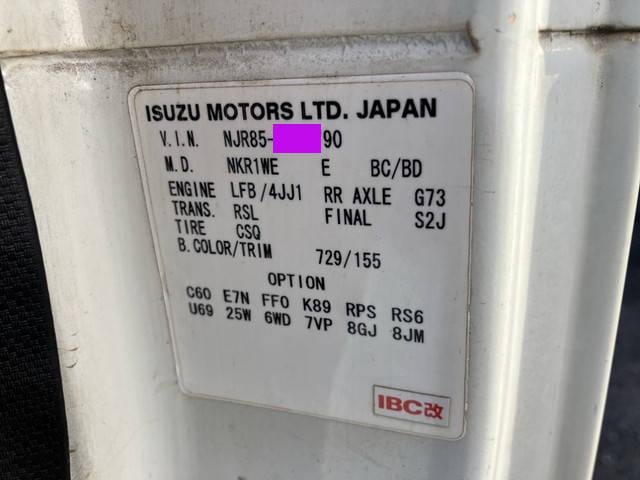 ISUZU MOTORS LTD. JAPAN
V.I.N. NJR85- 90
M.D. NKR1WE E BC/BD
ENGINE LFB/4JJ1 RR AXLE G73
TRANS. RSL FINAL S2J
TIRE CSQ
B.COLOR/TRIM 729/155
OPTION
C60 E7N FF0 K89 RPS RS6
U69 25W 6WD 7VP 8GJ 8JM
IBC改